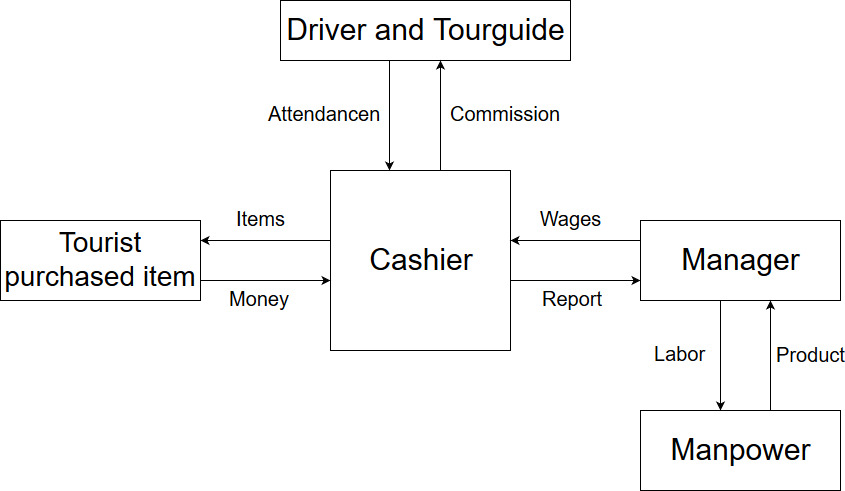 Driver and Tourguide
Attendancen
Commission
Items
Wages
Tourist
purchased item
Cashier
Manager
Money
Report
Labor
Product
Manpower